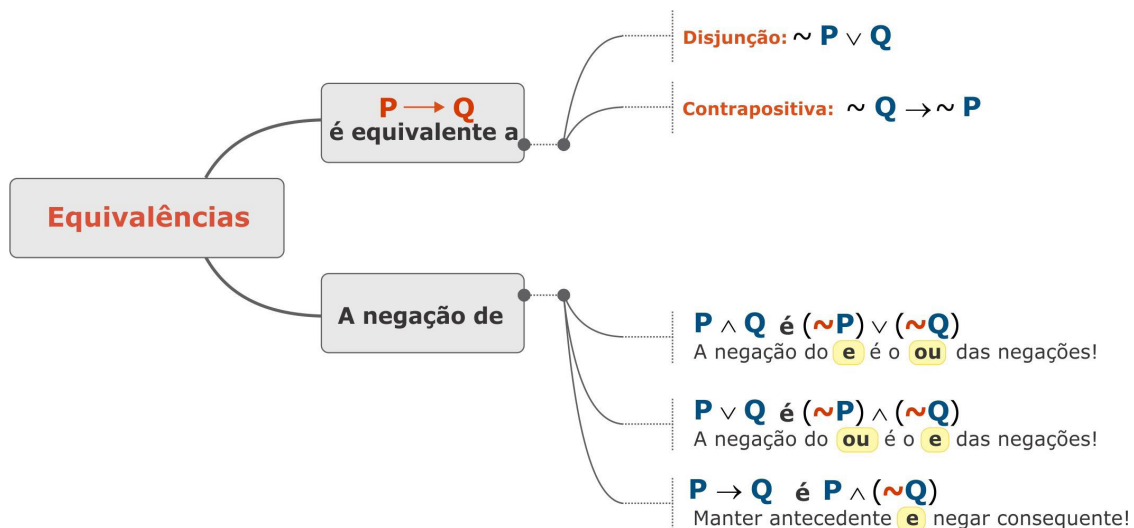 Equivalências
P → Q
é equivalente a
Disjunção: ~ P ∨ Q
Contrapositiva: ~ Q → ~ P
A negação de
P ∧ Q é (~P) ∨ (~Q)
A negação do e é o ou das negações!
P ∨ Q é (~P) ∧ (~Q)
A negação do ou é o e das negações!
P → Q é P ∧ (~Q)
Manter antecedente e negar consequente!